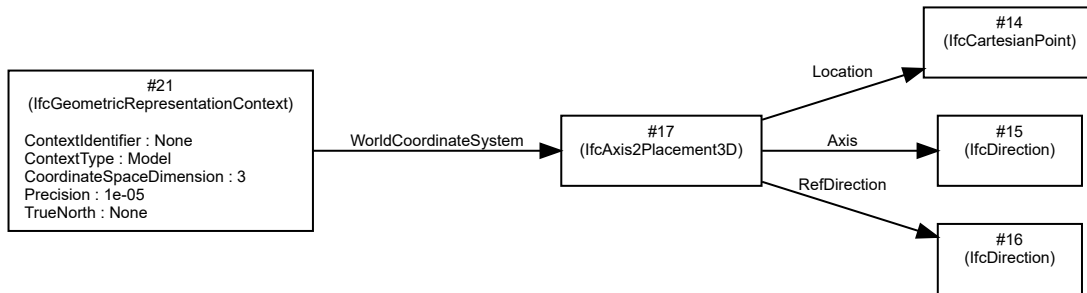 #21
(IfcGeometricRepresentationContext)
ContextIdentifier : None
ContextType : Model
CoordinateSpaceDimension : 3
Precision : 1e-05
TrueNorth : None
WorldCoordinateSystem
#17
(IfcAxis2Placement3D)
Location
Axis
RefDirection
#14
(IfcCartesianPoint)
#15
(IfcDirection)
#16
(IfcDirection)